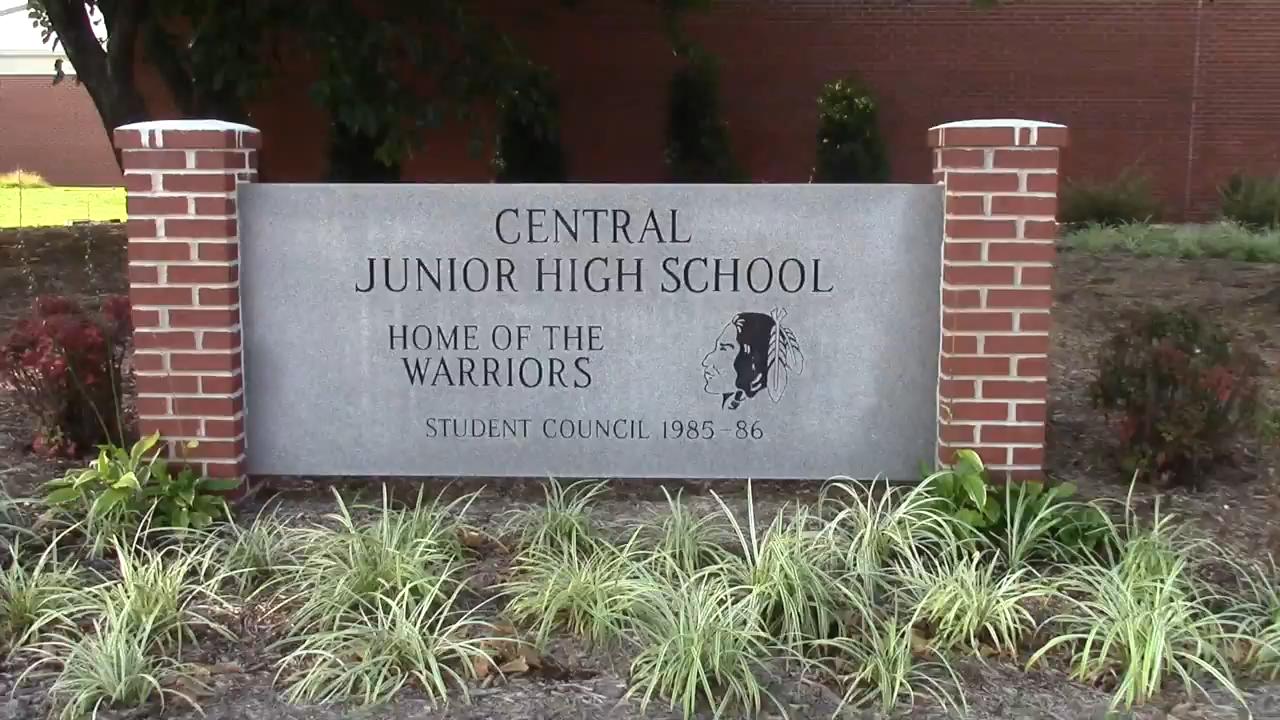 CENTRAL
JUNIOR HIGH SCHOOL
HOME OF THE
WARRIORS
STUDENT COUNCIL 1985-86